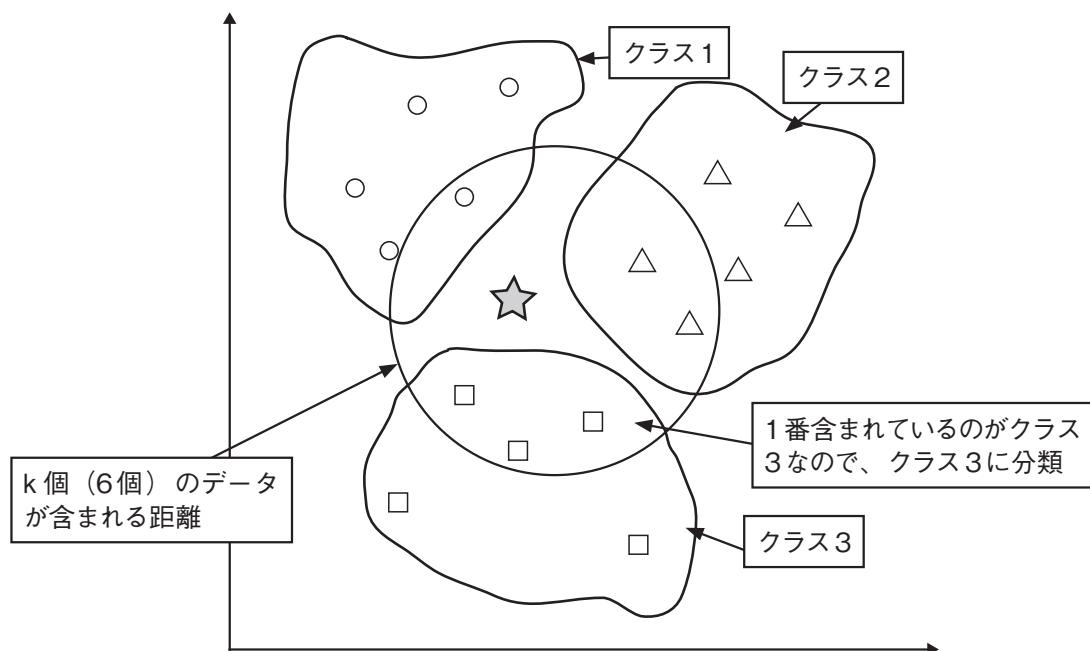 クラス1
クラス2
1番含まれているのがクラス
3なので、クラス3に分類
k個（6個）のデータ
が含まれる距離
クラス3